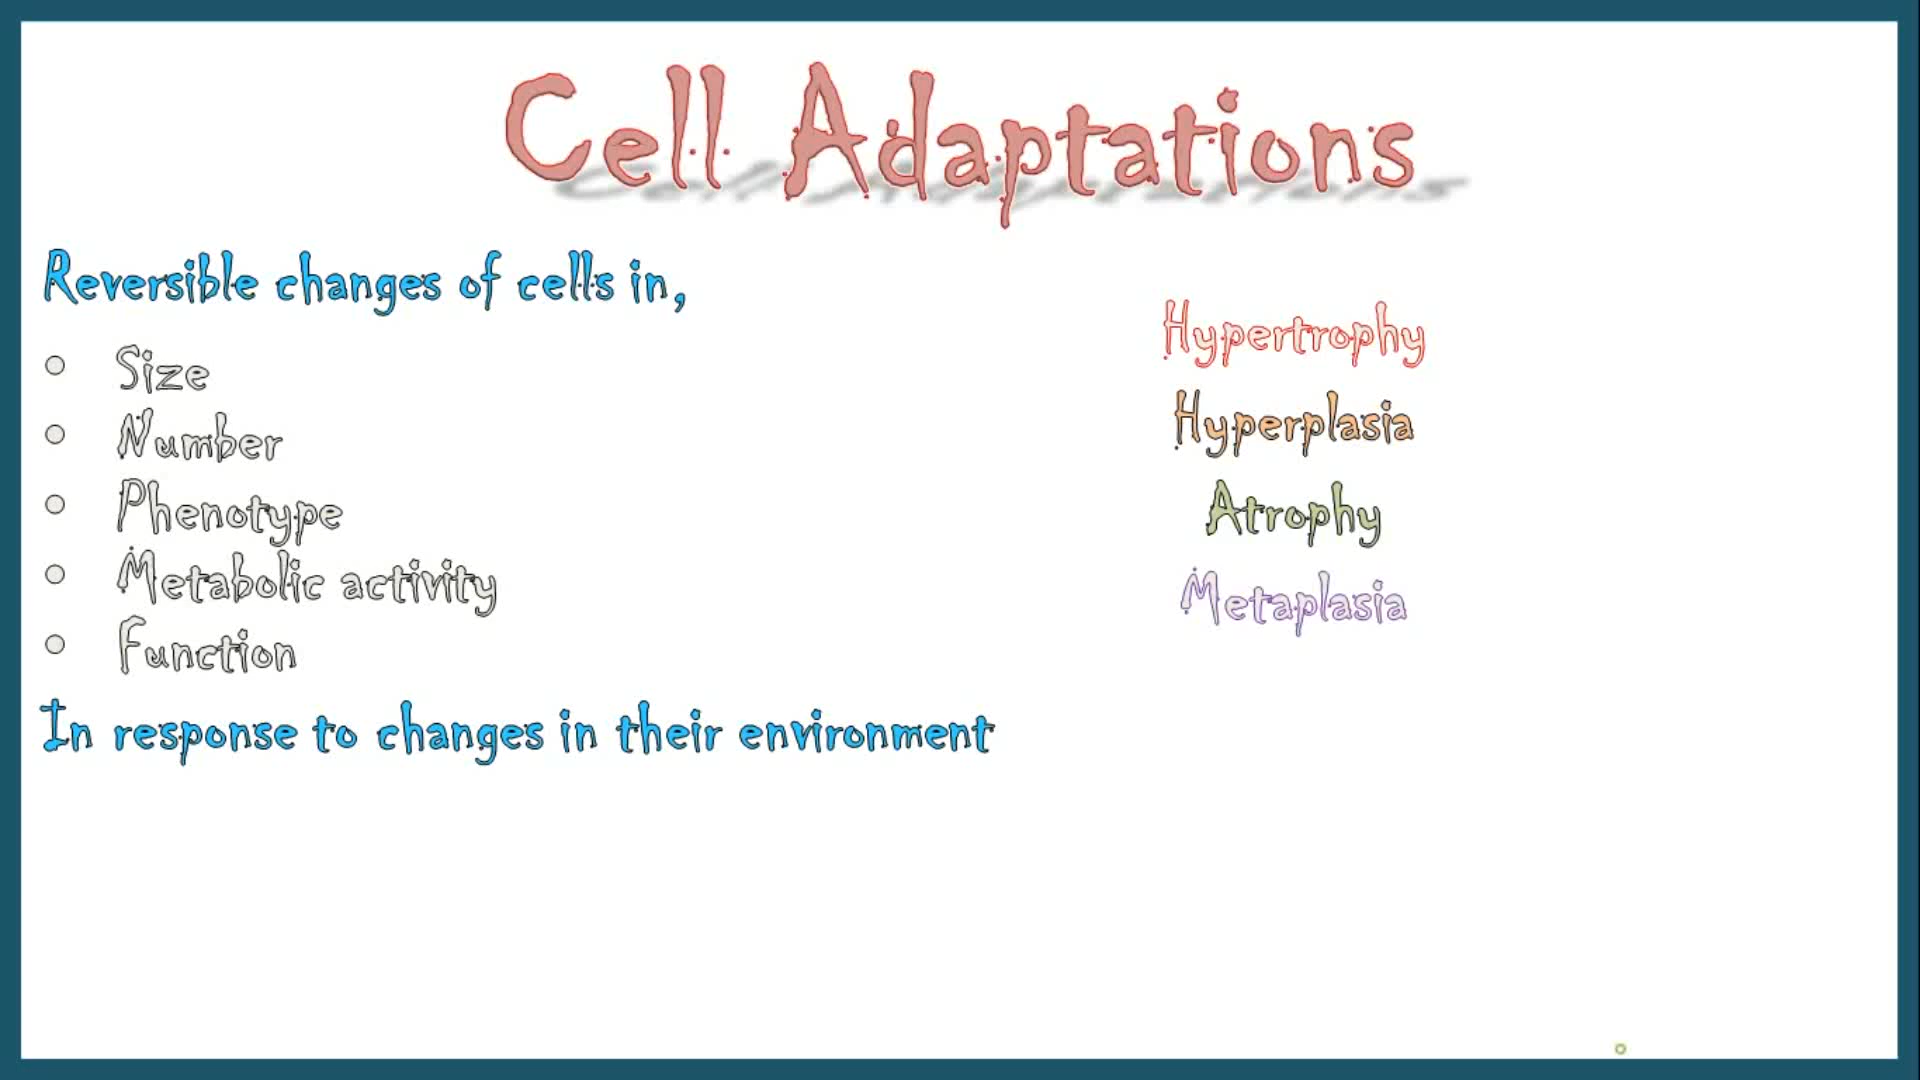 Cell Adaptations
Reversible changes of cells in,
Size
Number
Phenotype
Metabolic activity
Function
In response to changes in their environment
Hypertrophy
Hyperplasia
Atrophy
Metaplasia